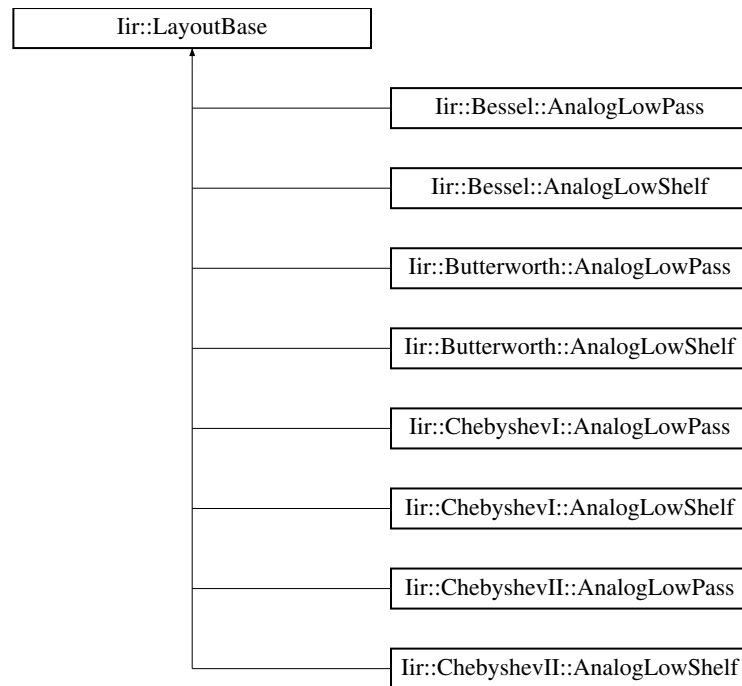 Iir::LayoutBase
Iir::Bessel::AnalogLowPass
Iir::Bessel::AnalogLowShelf
Iir::Butterworth::AnalogLowPass
Iir::Butterworth::AnalogLowShelf
Iir::ChebyshevI::AnalogLowPass
Iir::ChebyshevI::AnalogLowShelf
Iir::ChebyshevII::AnalogLowPass
Iir::ChebyshevII::AnalogLowShelf